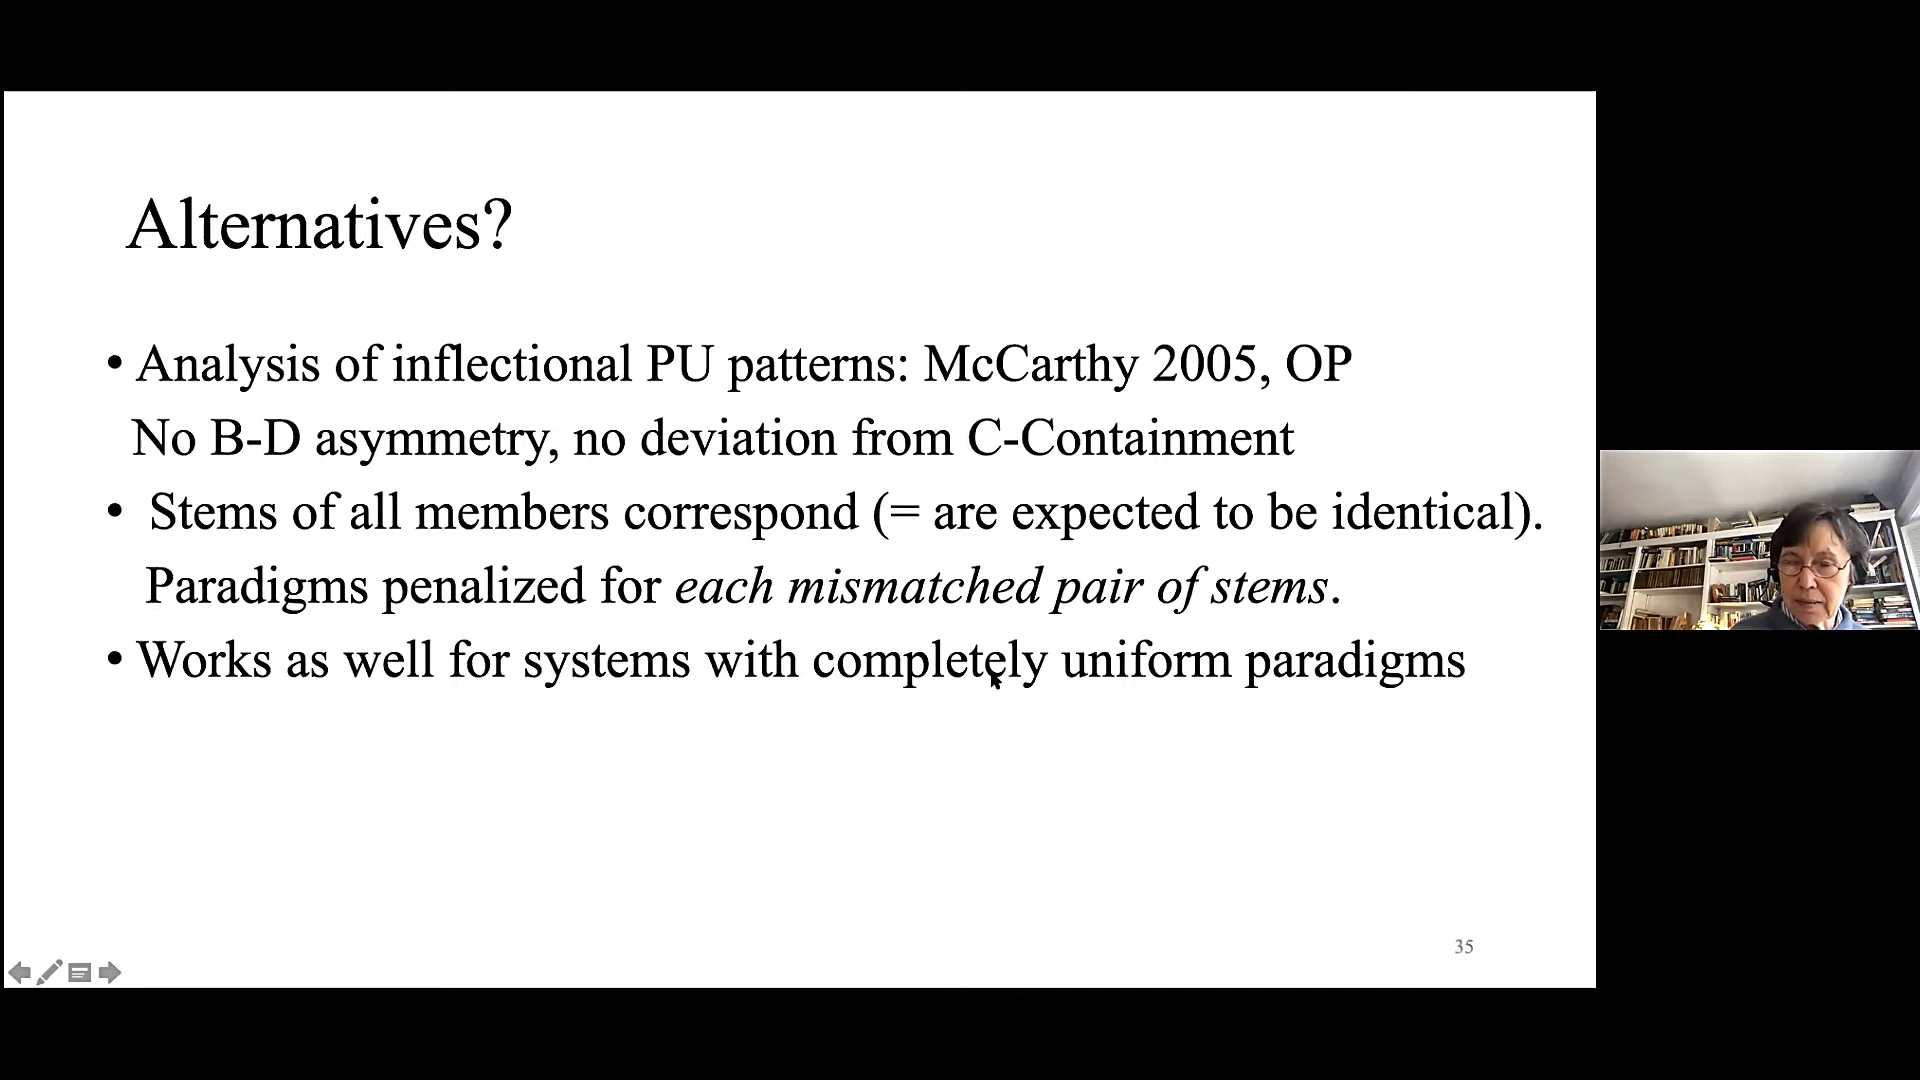 Alternatives?
• Analysis of inflectional PU patterns: McCarthy 2005, OP
No B-D asymmetry, no deviation from C-Containment
• Stems of all members correspond (= are expected to be identical).
Paradigms penalized for each mismatched pair of stems.
• Works as well for systems with completely uniform paradigms
35